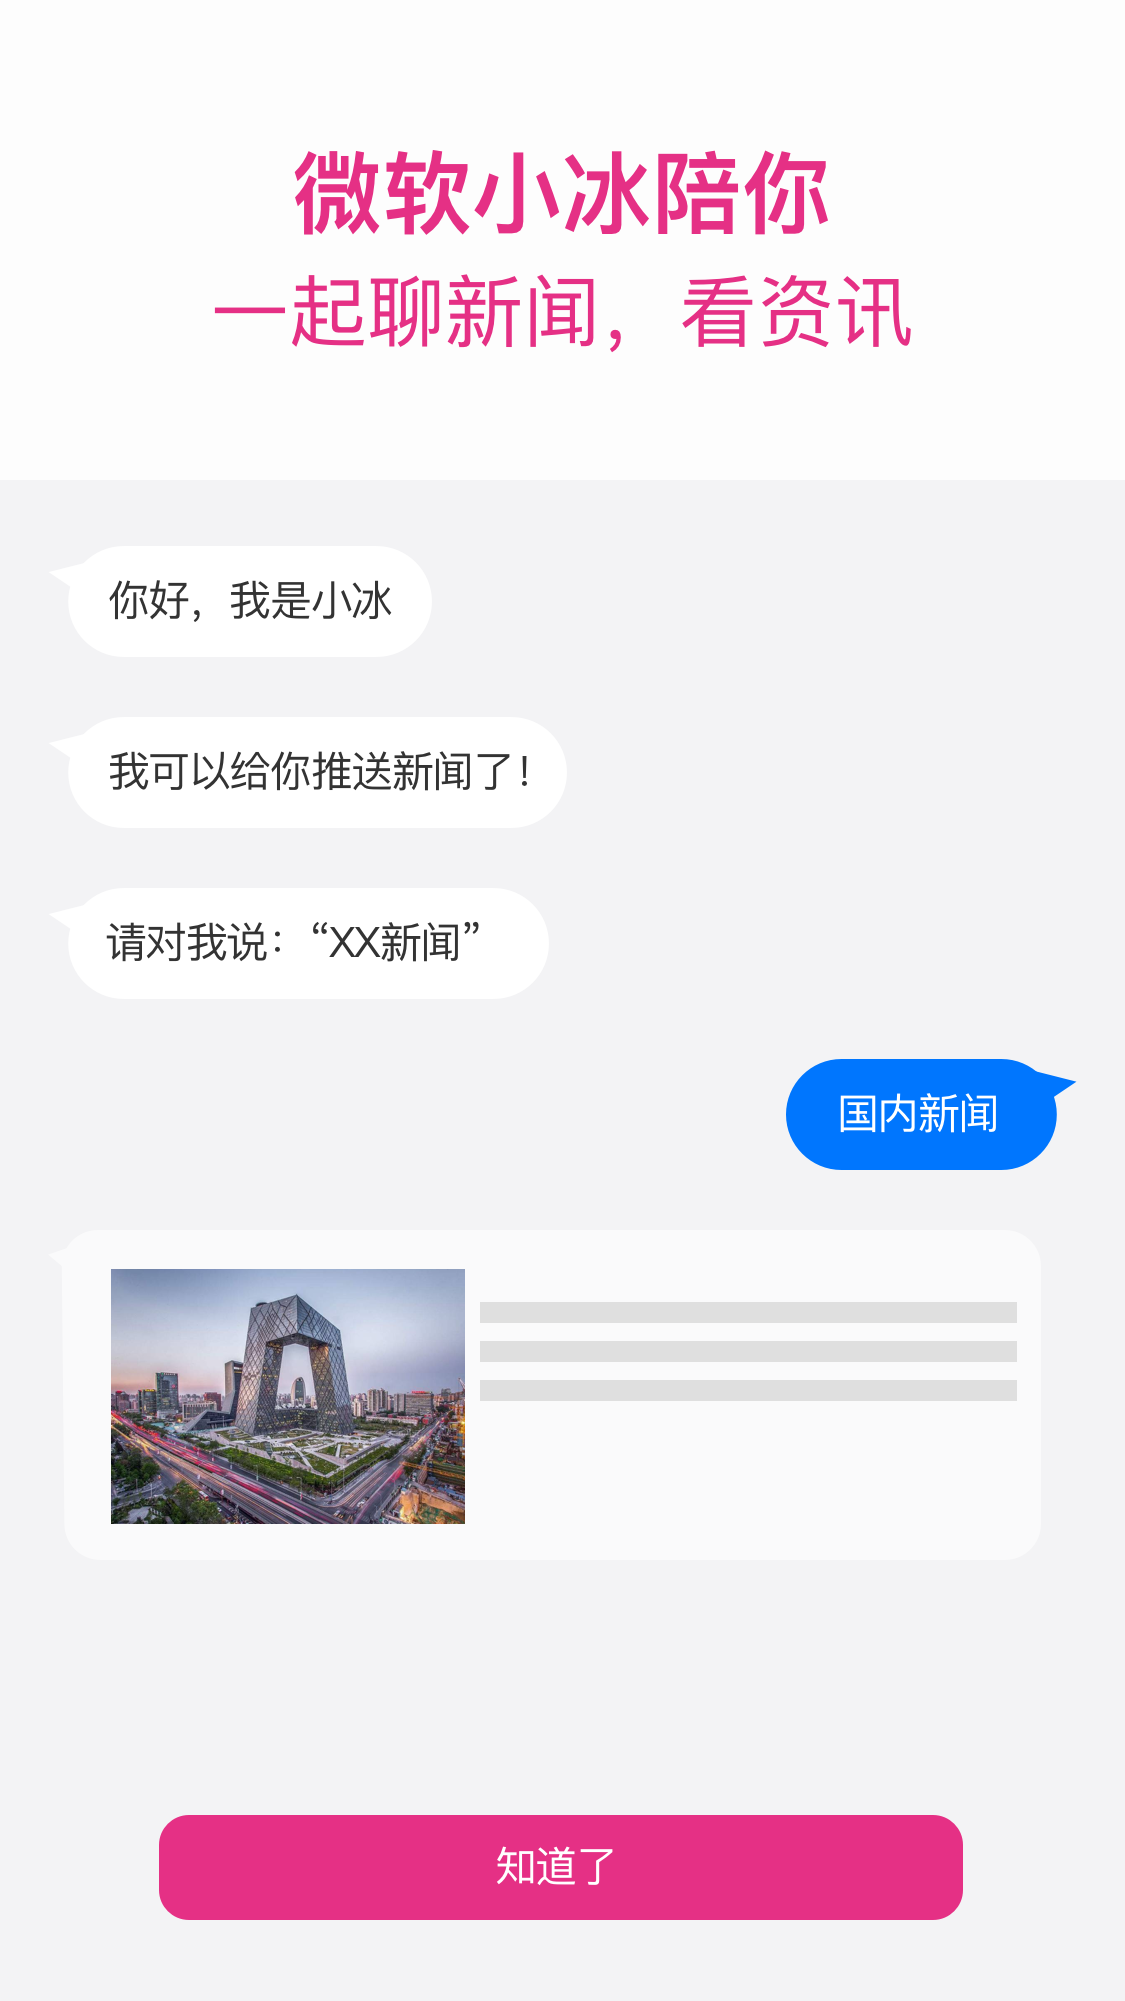 微软小冰陪你
一起聊新闻，看资讯
你好，我是小冰
我可以给你推送新闻了！
请对我说：“XX新闻”
国内新闻
知道了